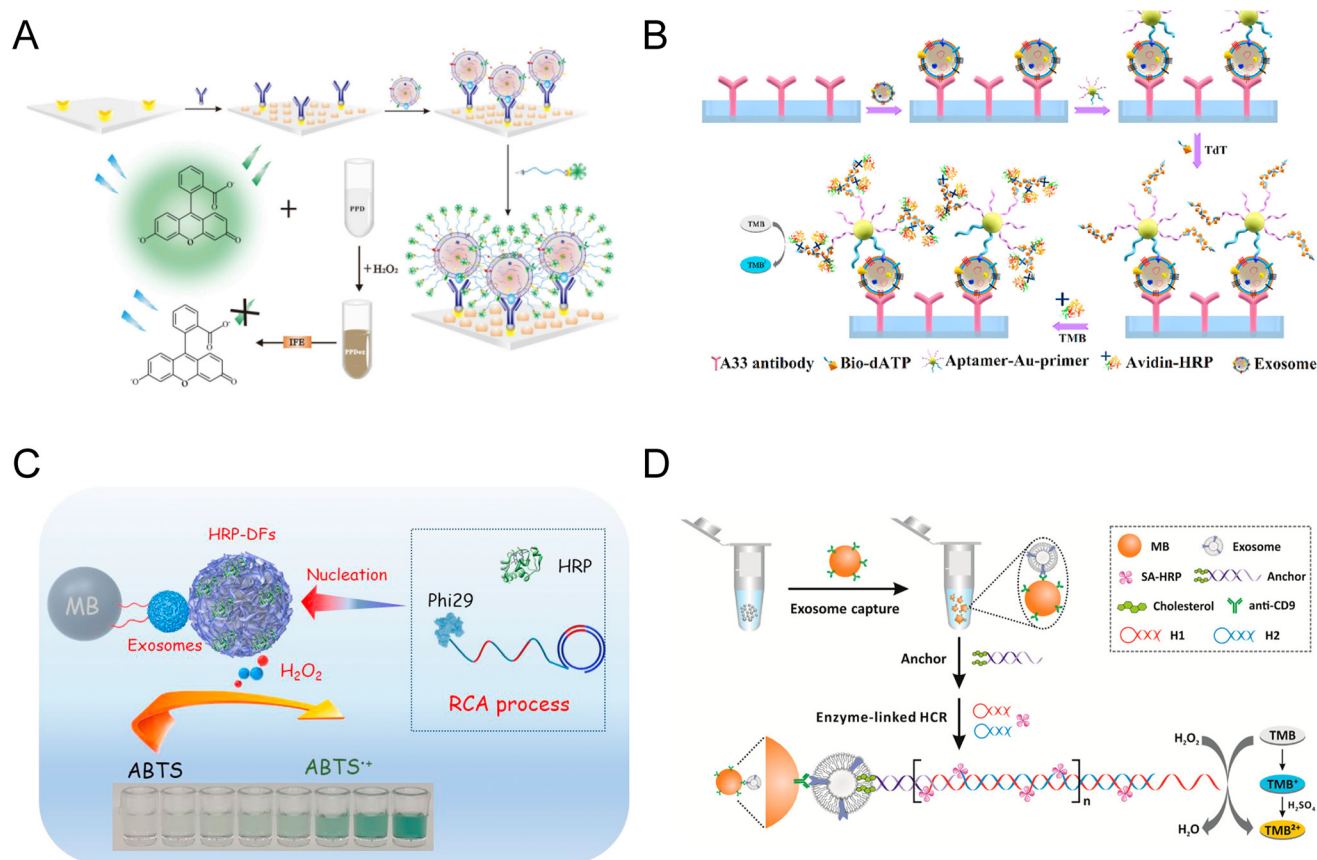 A
PPD
+
+H₂O₂
IFE
PPDox
O⁻
O
⁻O
O
O⁻
O
⁻O
O
B
TdT
TMB
TMB
TMB
A33 antibody
Bio-dATP
Aptamer-Au-primer
Avidin-HRP
Exosome
C
HRP-DFs
MB
Exosomes
Nucleation
HRP
Phi29
H₂O₂
RCA process
ABTS
ABTS·+
D
Exosome capture
MB
Exosome
SA-HRP
Anchor
Cholesterol
anti-CD9
H1
H2
Anchor
Enzyme-linked HCR
n
H₂O₂
TMB
TMB⁺
H₂SO₄
H₂O
TMB²⁺